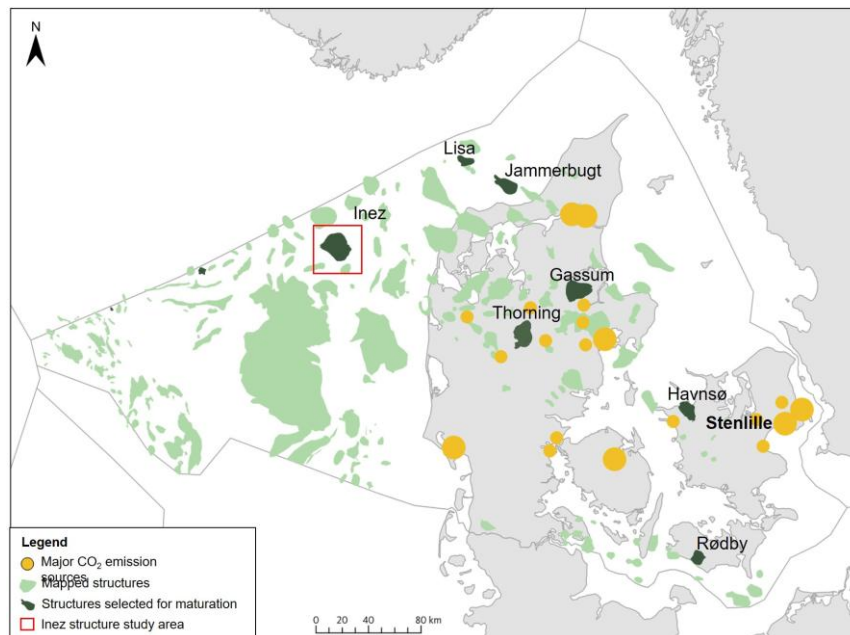 N
Lisa
Jammerbugt
Inez
Gassum
Thorning
Havnsø
Stenlille
Rødby
Legend
Major CO₂ emission
sources
Mapped structures
Structures selected for maturation
Inez structure study area
0 20 40 80 km